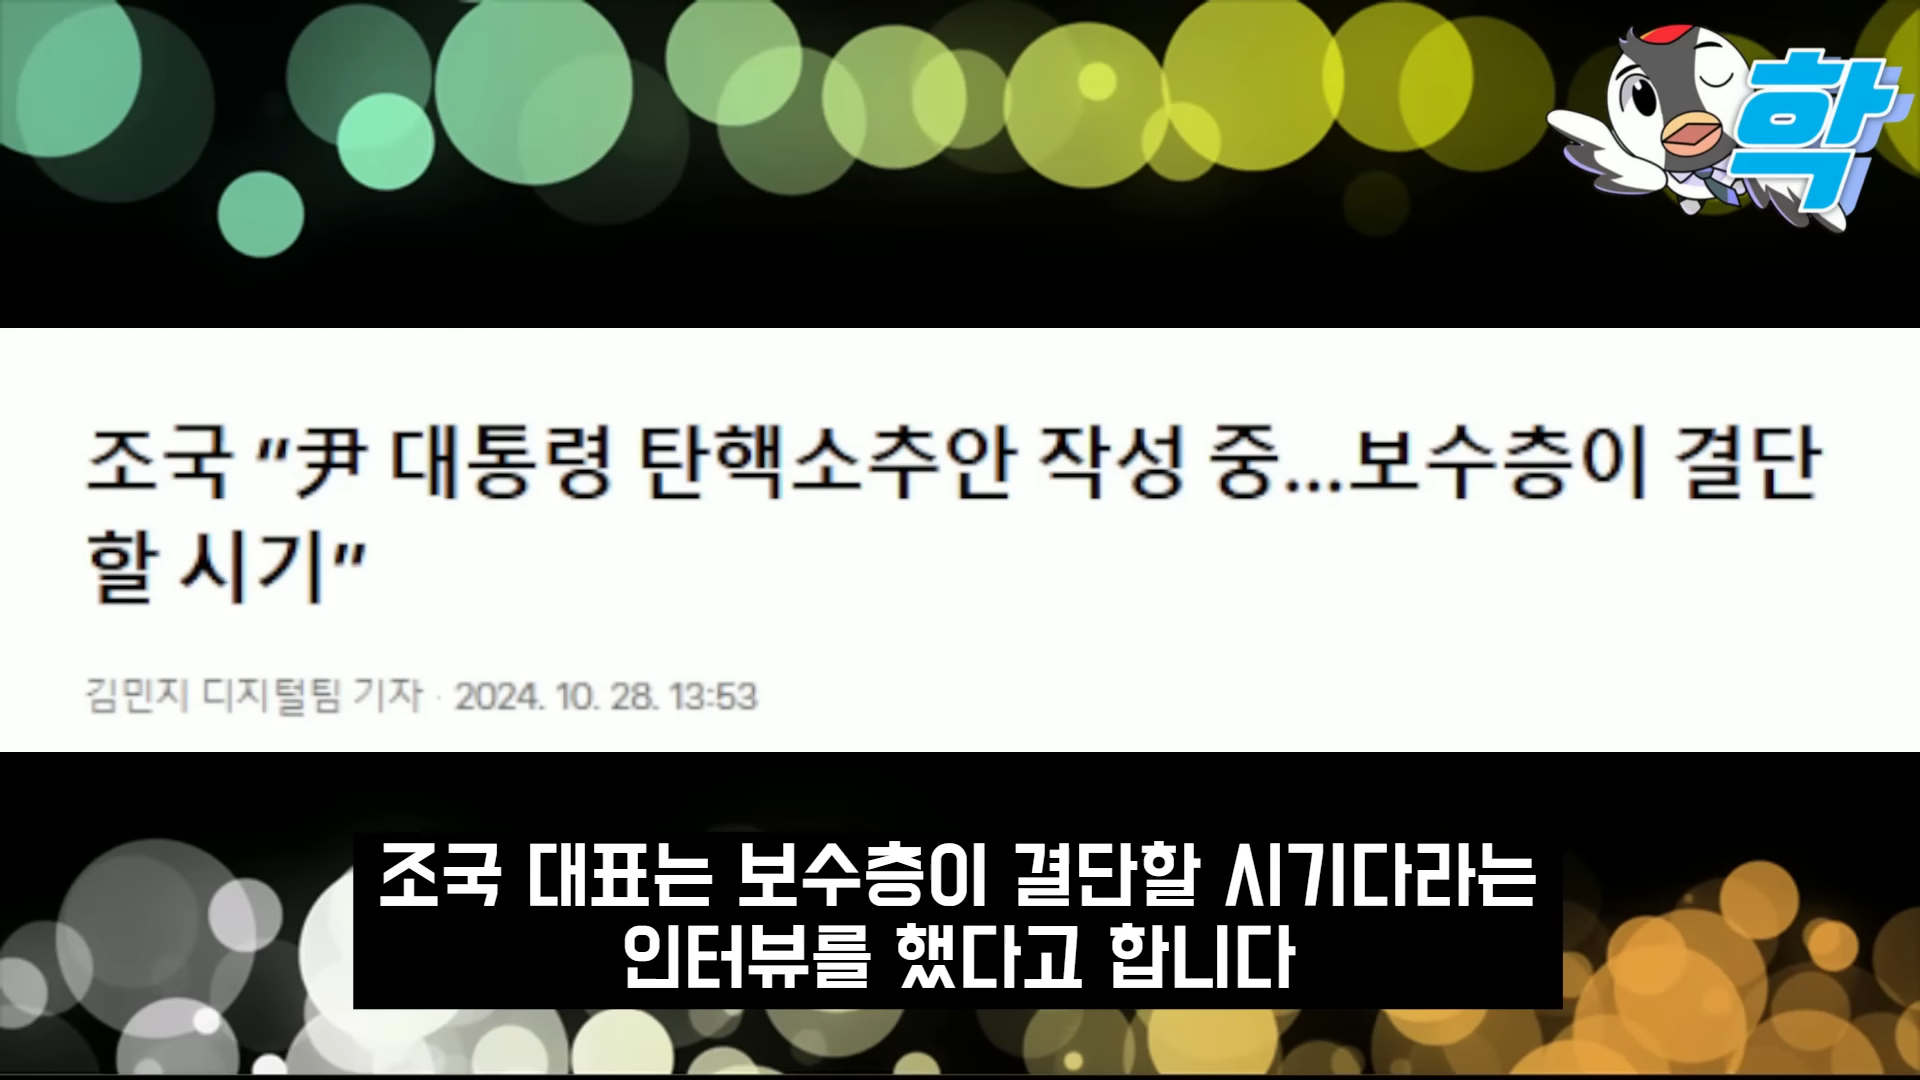 학
조국 “尹 대통령 탄핵소추안 작성 중...보수층이 결단
할 시기”
김민지 디지털팀 기자 · 2024. 10. 28. 13:53
조국 대표는 보수층이 결단할 시기다라는
인터뷰를 했다고 합니다